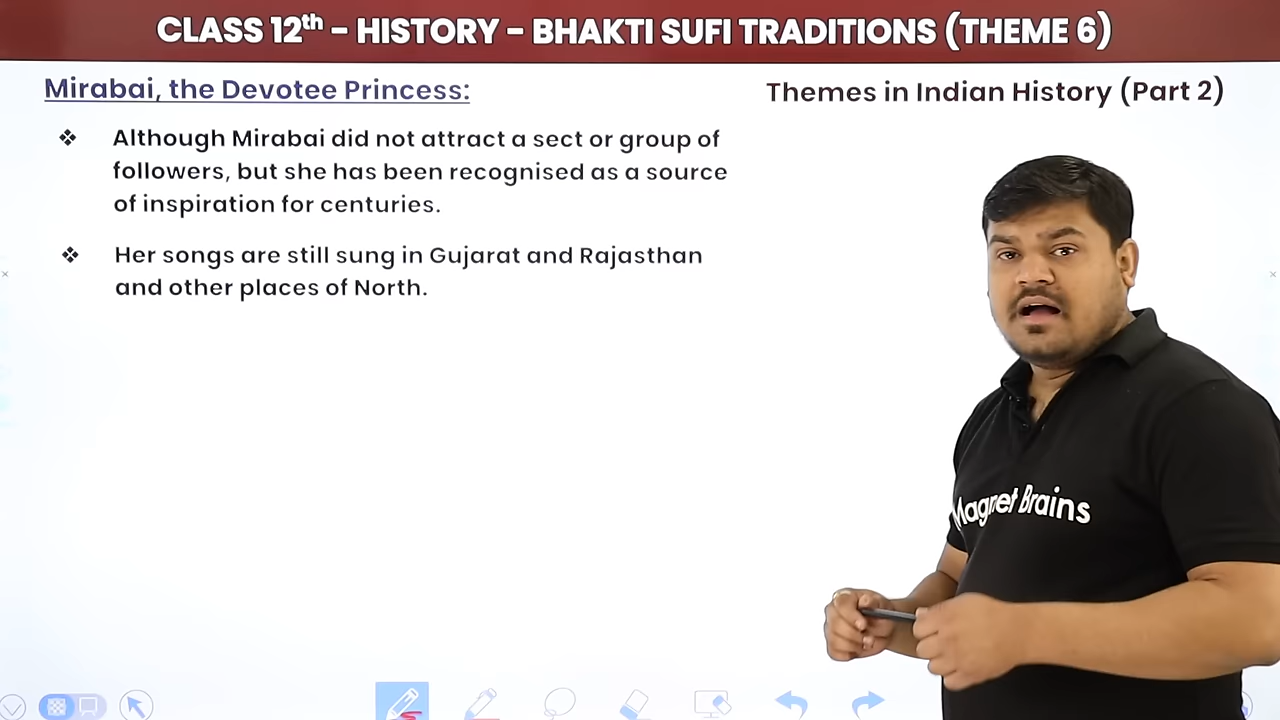 CLASS 12th - HISTORY - BHAKTI SUFI TRADITIONS (THEME 6)
Mirabai, the Devotee Princess:
Themes in Indian History (Part 2)
❖ Although Mirabai did not attract a sect or group of
followers, but she has been recognised as a source
of inspiration for centuries.
❖ Her songs are still sung in Gujarat and Rajasthan
and other places of North.
Magnet Brains